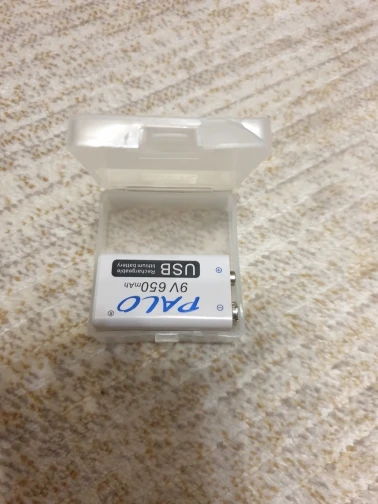 PALO
9V 650mAh
USB Rechargeable
lithium battery